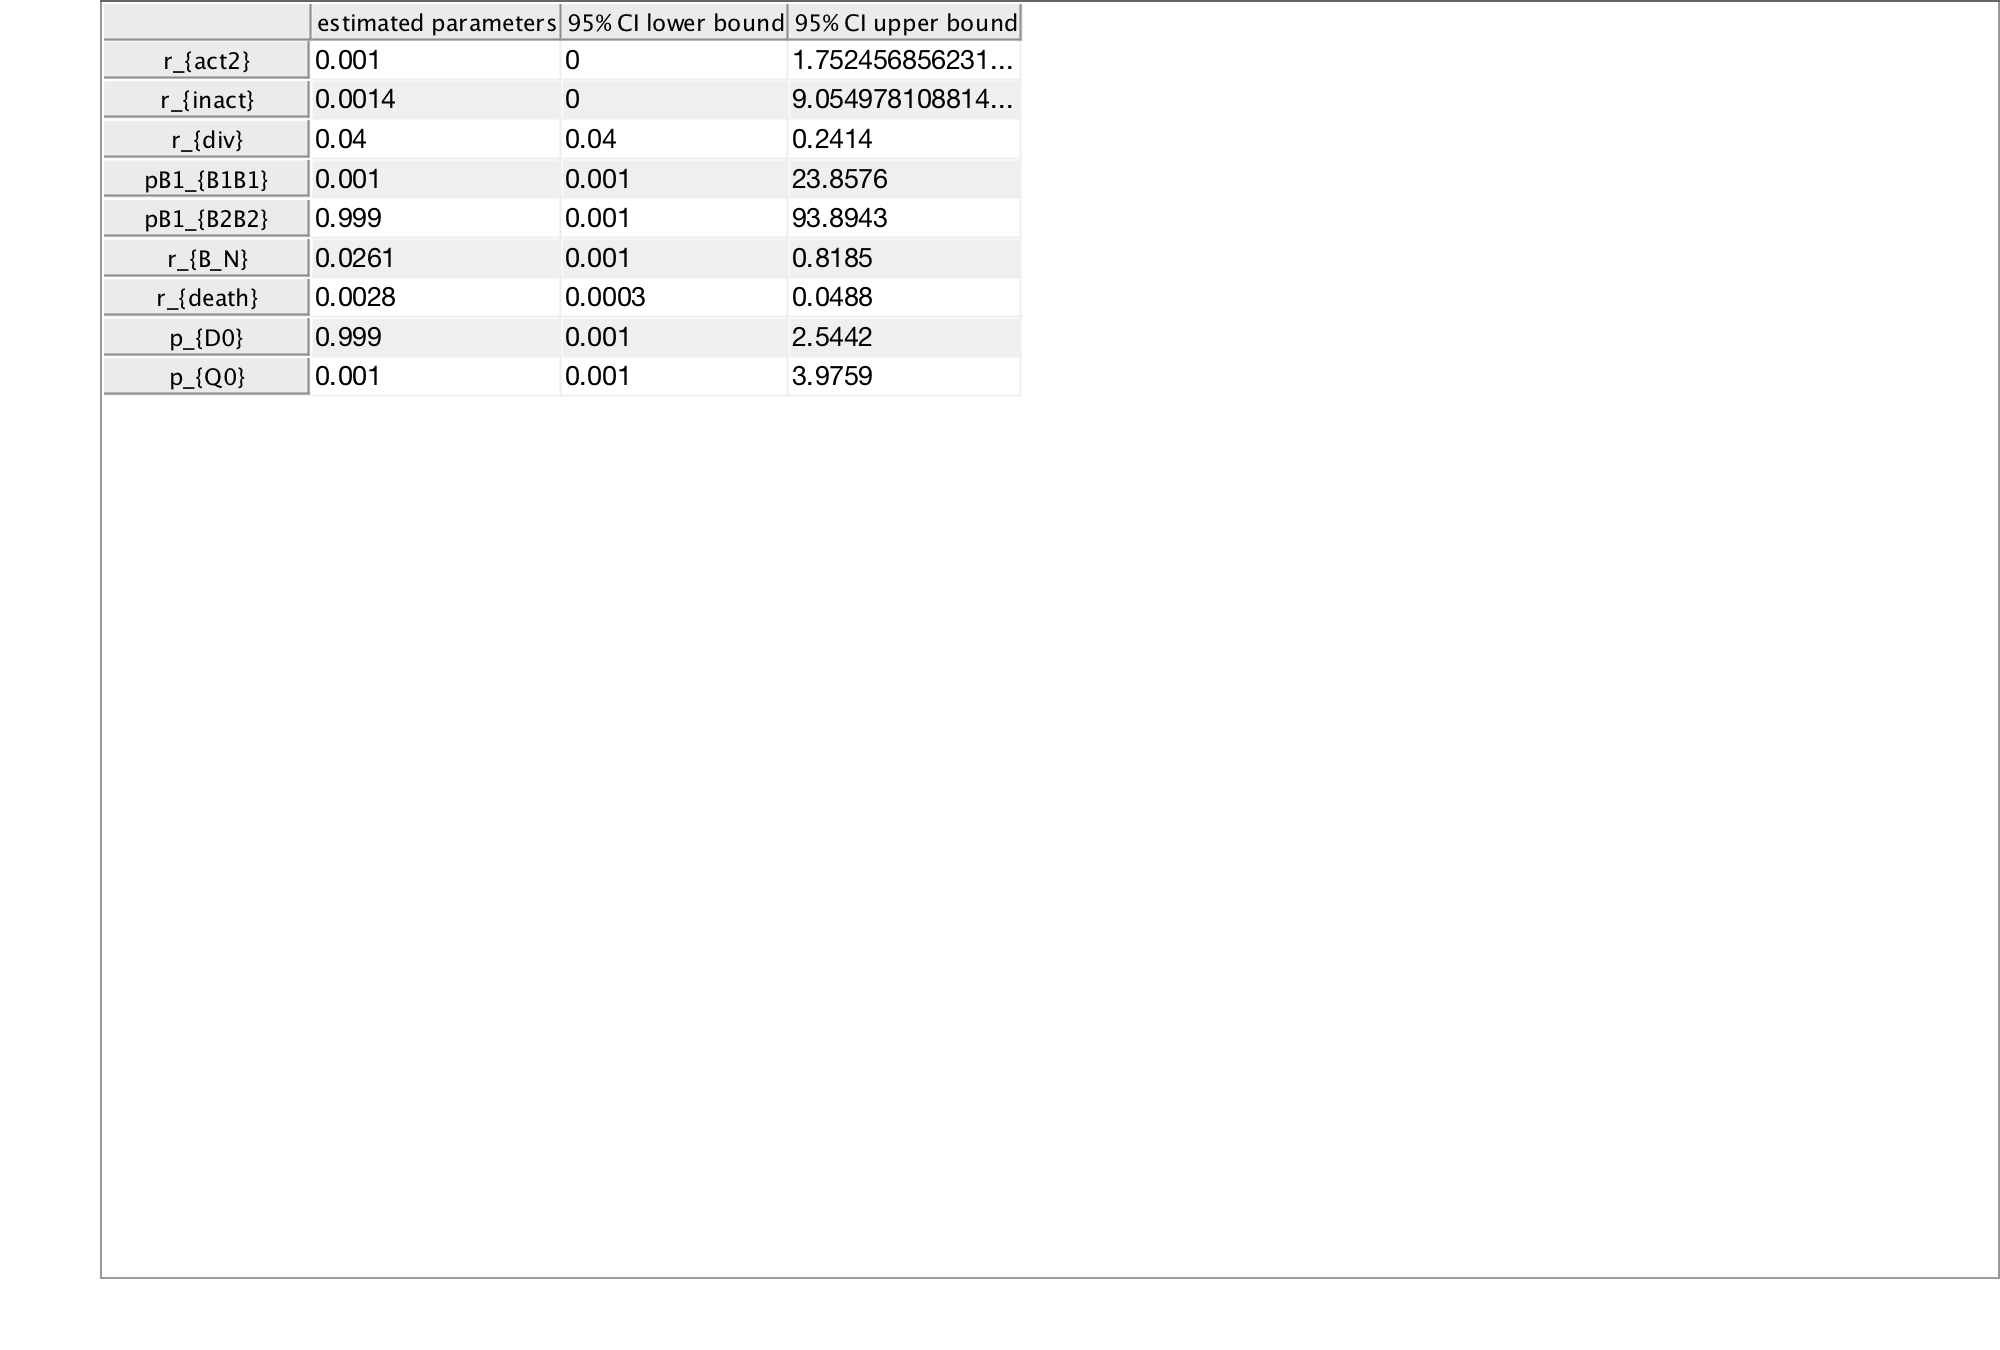 estimated parameters 95% CI lower bound 95% CI upper bound
r_{act2} 0.001 0 1.752456856231...
r_{inact} 0.0014 0 9.054978108814...
r_{div} 0.04 0.04 0.2414
pB1_{B1B1} 0.001 0.001 23.8576
pB1_{B2B2} 0.999 0.001 93.8943
r_{B_N} 0.0261 0.001 0.8185
r_{death} 0.0028 0.0003 0.0488
p_{D0} 0.999 0.001 2.5442
p_{Q0} 0.001 0.001 3.9759